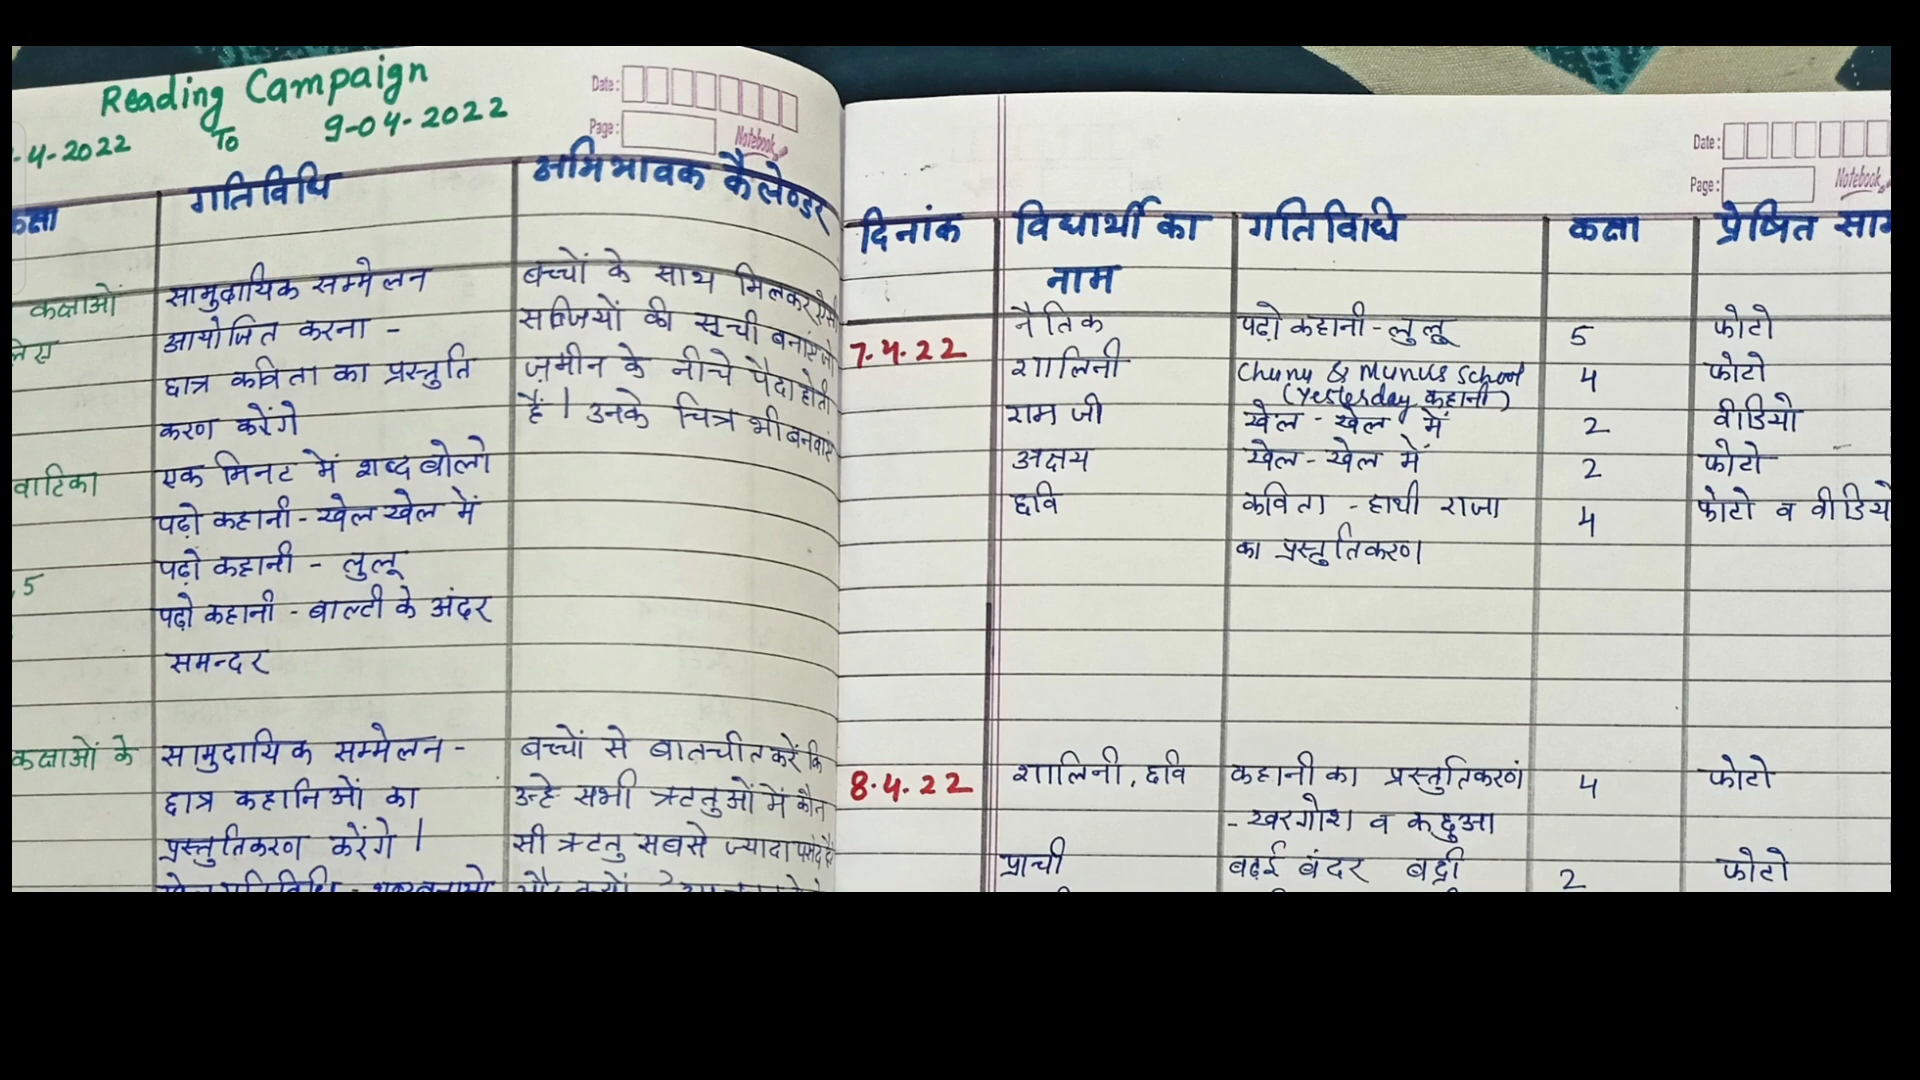 Reading Campaign
-4-2022 To 9-04-2022
Date:
Page:
Notebook
कक्षा गतिविधि अभिभावक कैलेण्डर
कक्षाओं सामुदायिक सम्मेलन बच्चों के साथ मिलकर ऐसी
आयोजित करना - सब्जियों की सूची बनाएं जो
लिए छात्र कविता का प्रस्तुति ज़मीन के नीचे पैदा होती
करण करेंगे हैं। उनके चित्र भी बनवाएं
वाटिका एक मिनट में शब्द बोलो
पढ़ो कहानी - खेल खेल में
पढ़ो कहानी - लुलू
,5 पढ़ो कहानी - बाल्टी के अंदर
समन्दर
कक्षाओं के सामुदायिक सम्मेलन - बच्चों से बातचीत करें कि
छात्र कहानिओं का उन्हे सभी ऋतुओं में कौन
प्रस्तुतिकरण करेंगे। सी ऋतु सबसे ज्यादा पसंद है
Date:
Page:
Notebook
दिनांक विद्यार्थी का गतिविधि कक्षा प्रेषित साम
नाम
7.4.22 नैतिक पढ़ो कहानी - लुलू 5 फोटो
शालिनी Chunu & Munus School 4 फोटो
(Yesterday कहानी)
राम जी खेल - खेल में 2 वीडियो
अक्षय खेल - खेल में 2 फोटो
छवि कविता - हाथी राजा 4 फोटो व वीडियो
का प्रस्तुतिकरण
8.4.22 शालिनी, छवि कहानी का प्रस्तुतिकरण 4 फोटो
- खरगोश व कछुआ
प्राची बढ़ई बंदर बद्री 2 फोटो